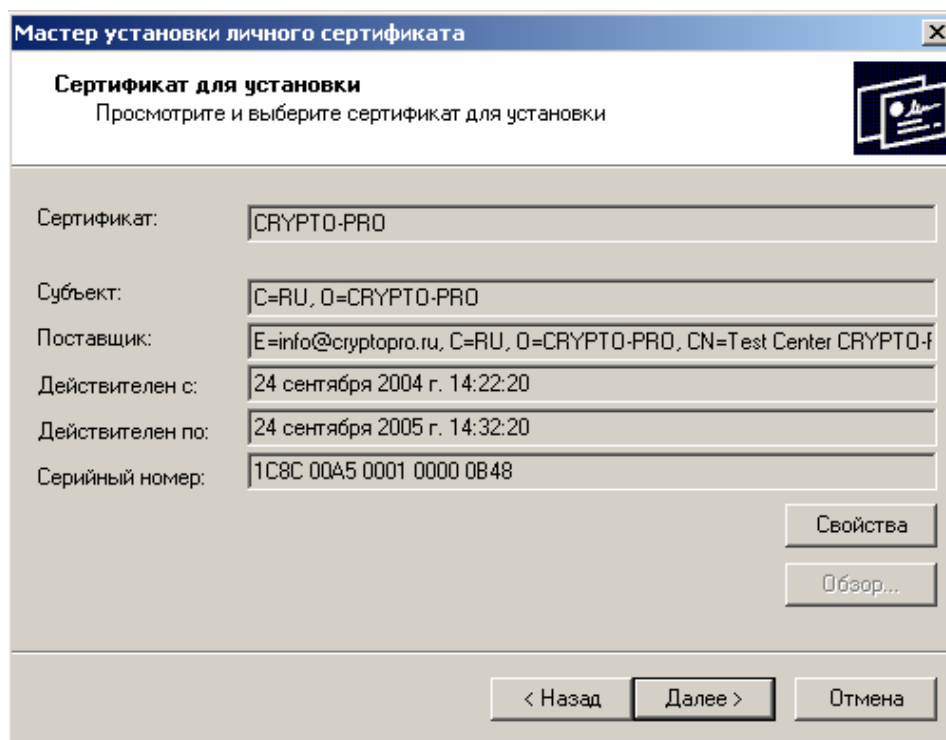 Мастер установки личного сертификата
Сертификат для установки
Просмотрите и выберите сертификат для установки
Сертификат: CRYPTO-PRO
Субъект: C=RU, O=CRYPTO-PRO
Поставщик: E=info@cryptopro.ru, C=RU, O=CRYPTO-PRO, CN=Test Center CRYPTO-
Действителен с: 24 сентября 2004 г. 14:22:20
Действителен по: 24 сентября 2005 г. 14:32:20
Серийный номер: 1C8C 00A5 0001 0000 0B48
Свойства
Обзор...
< Назад Далее > Отмена